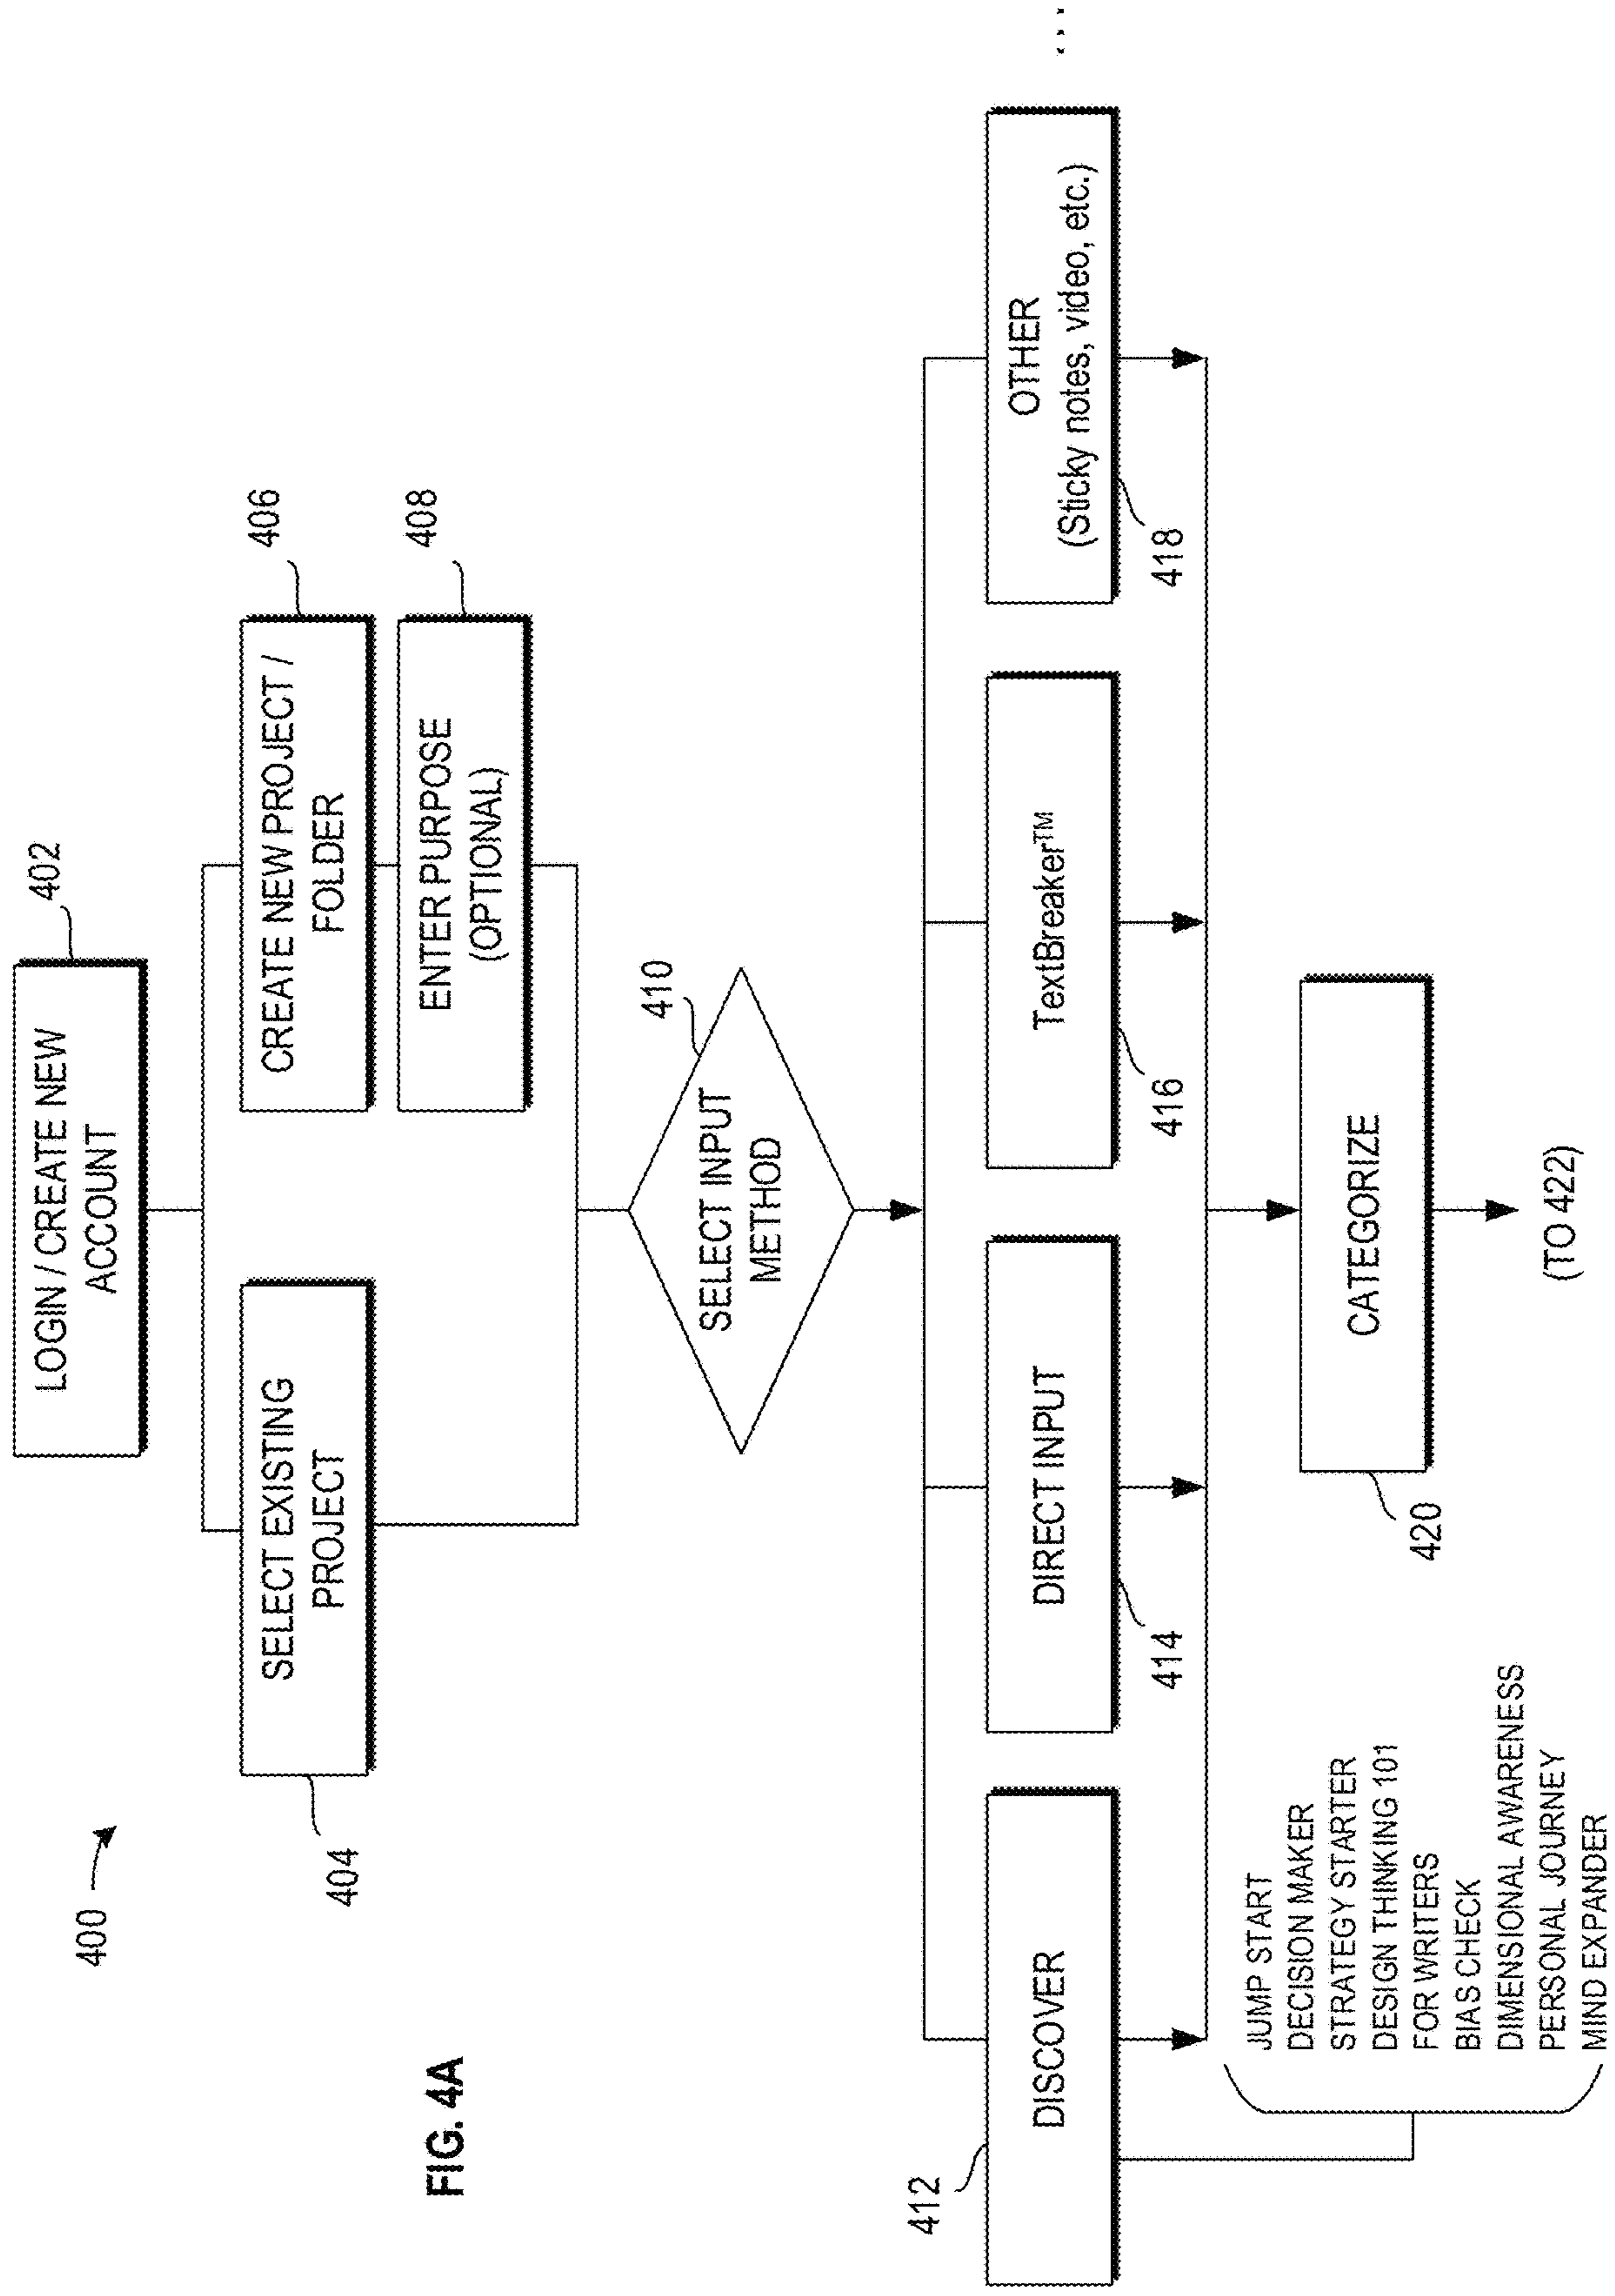 FIG. 4A
400
LOGIN / CREATE NEW
ACCOUNT
402
SELECT EXISTING
PROJECT
404
CREATE NEW PROJECT /
FOLDER
406
ENTER PURPOSE
(OPTIONAL)
408
SELECT INPUT
METHOD
410
412
DISCOVER
DIRECT INPUT
414
TextBreaker™
416
OTHER
(Sticky notes, video, etc.)
418
...
JUMP START
DECISION MAKER
STRATEGY STARTER
DESIGN THINKING 101
FOR WRITERS
BIAS CHECK
DIMENSIONAL AWARENESS
PERSONAL JOURNEY
MIND EXPANDER
CATEGORIZE
420
(TO 422)